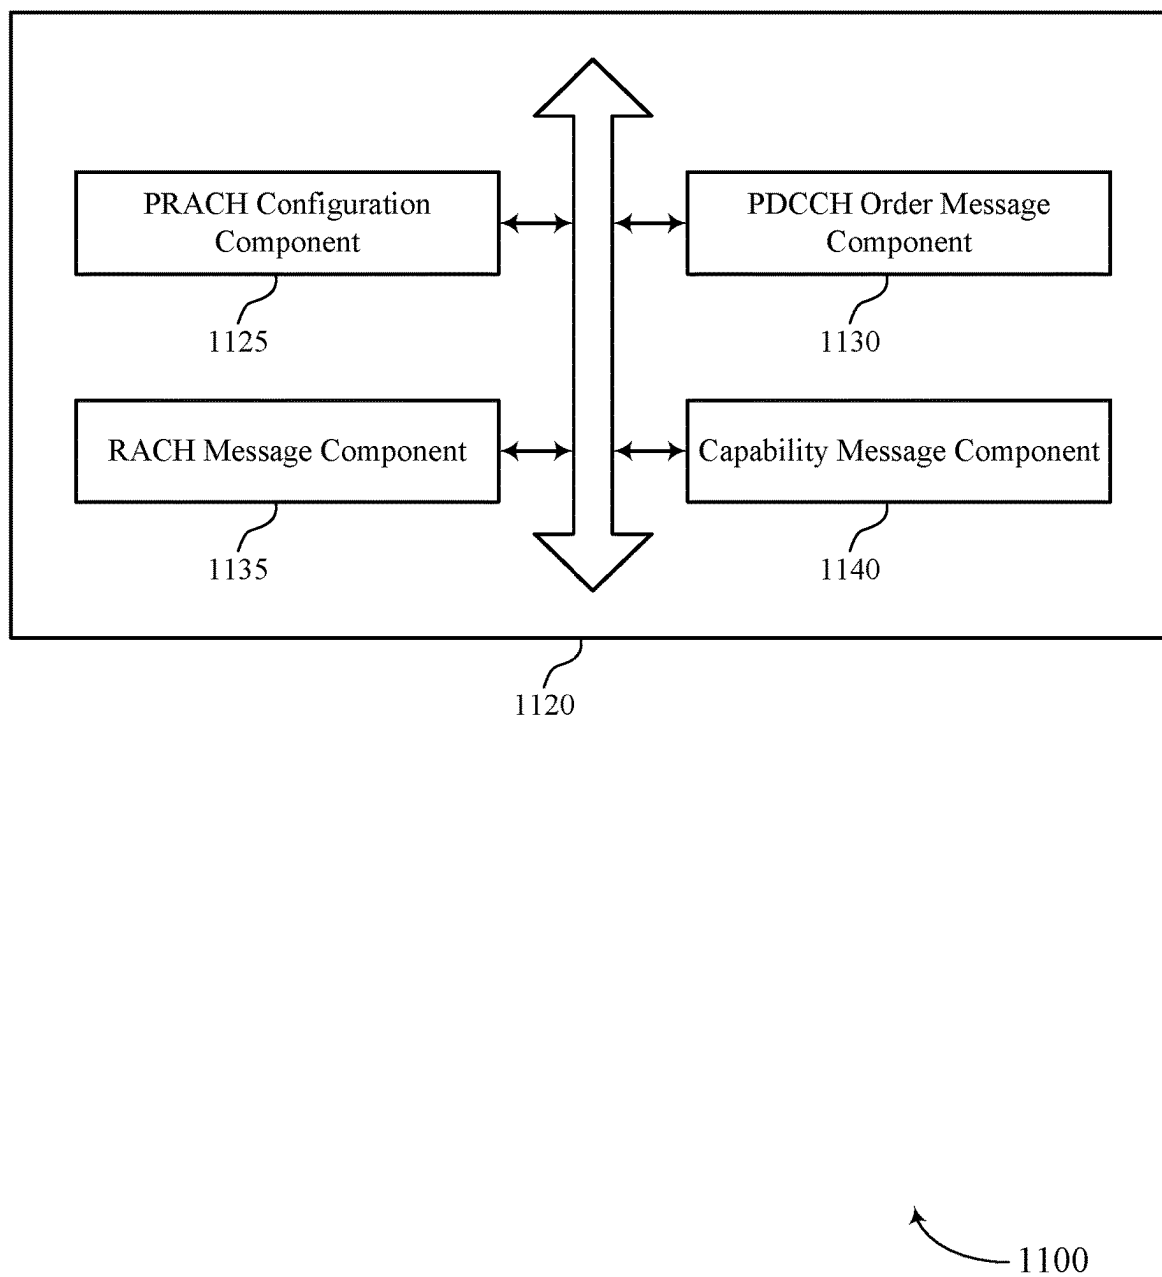 PRACH Configuration
Component
1125
PDCCH Order Message
Component
1130
RACH Message Component
1135
Capability Message Component
1140
1120
1100